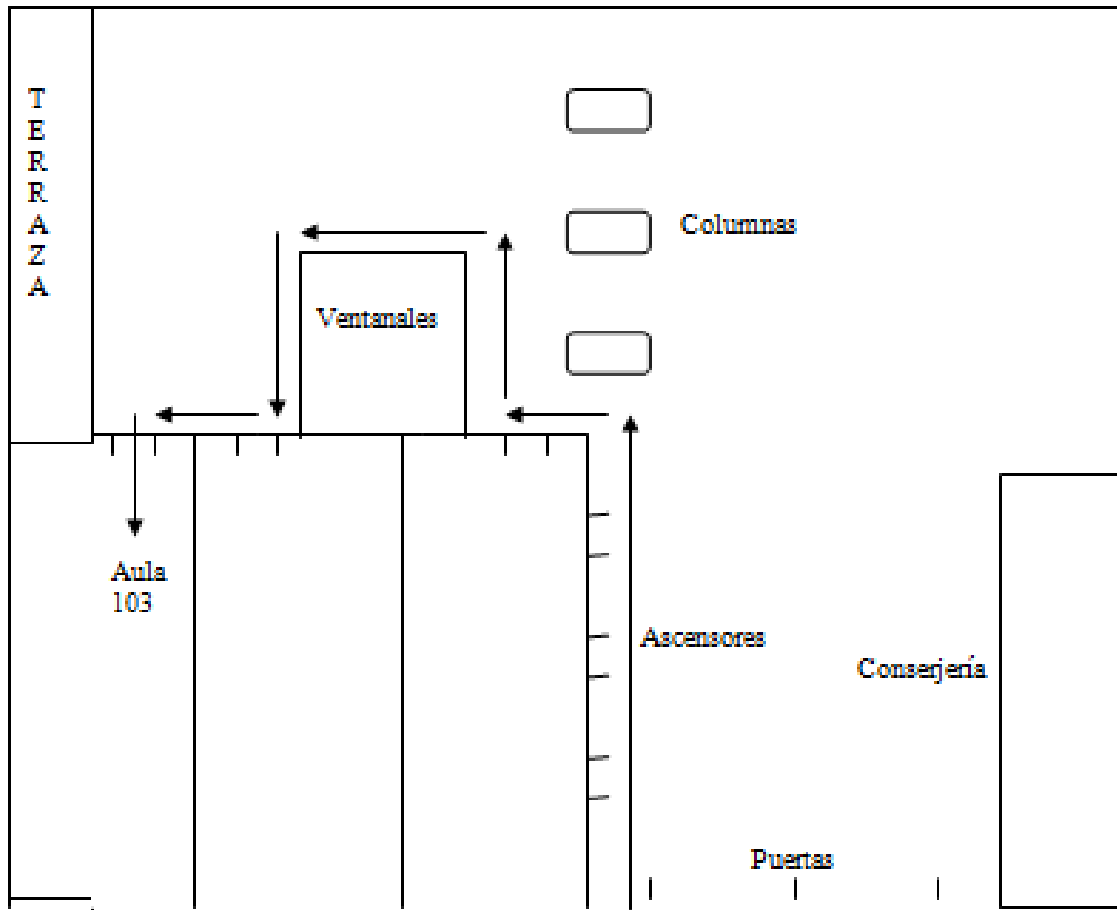 T
E
R
R
A
Z
A
Columnas
Ventanales
Aula
103
Ascensores
Conserjería
Puertas